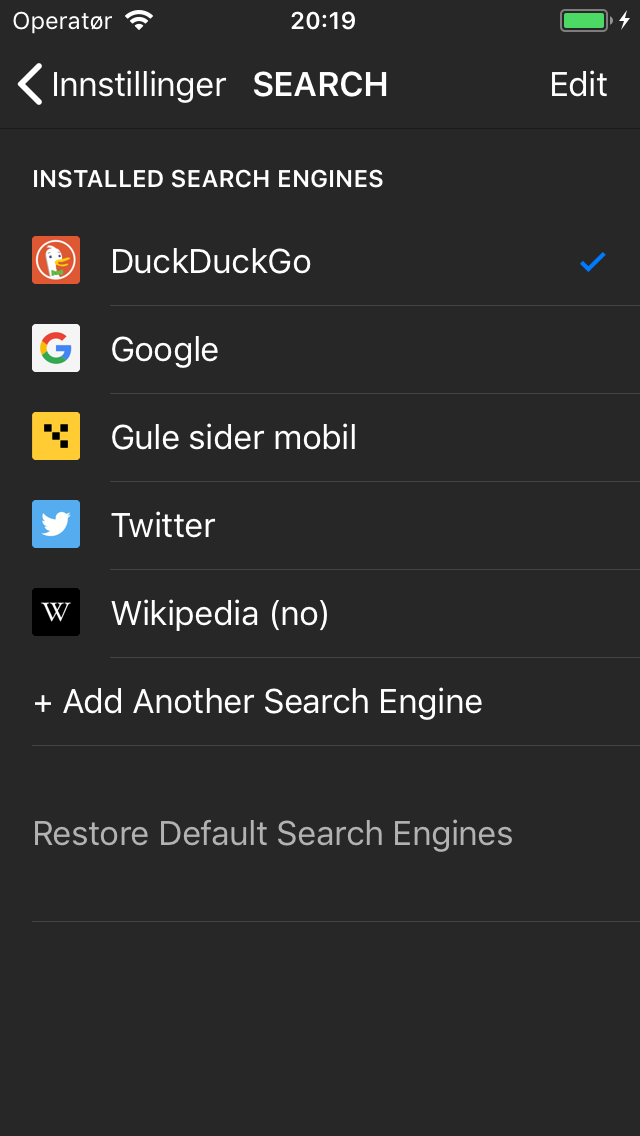 Operatør 20:19
Innstillinger SEARCH Edit
INSTALLED SEARCH ENGINES
DuckDuckGo
Google
Gule sider mobil
Twitter
W Wikipedia (no)
+ Add Another Search Engine
Restore Default Search Engines